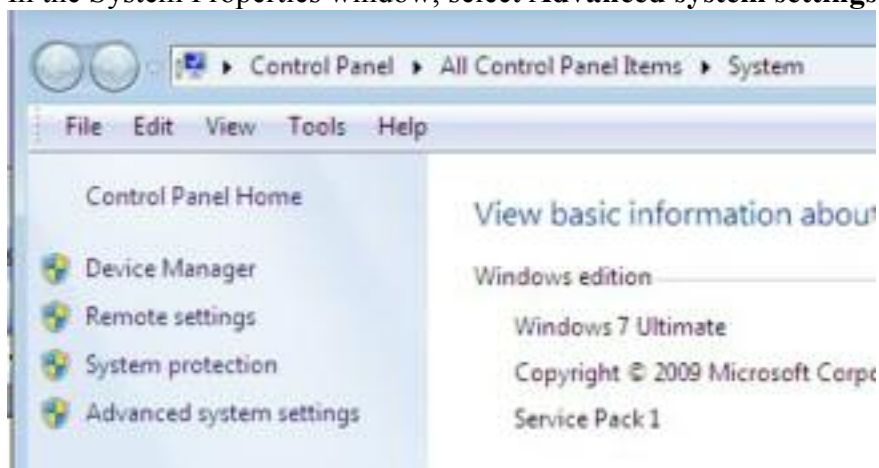 In the System Properties window, select Advanced system settings
Control Panel All Control Panel Items System
File Edit View Tools Help
Control Panel Home
Device Manager
Remote settings
System protection
Advanced system settings
View basic information about
Windows edition
Windows 7 Ultimate
Copyright © 2009 Microsoft Corpo
Service Pack 1